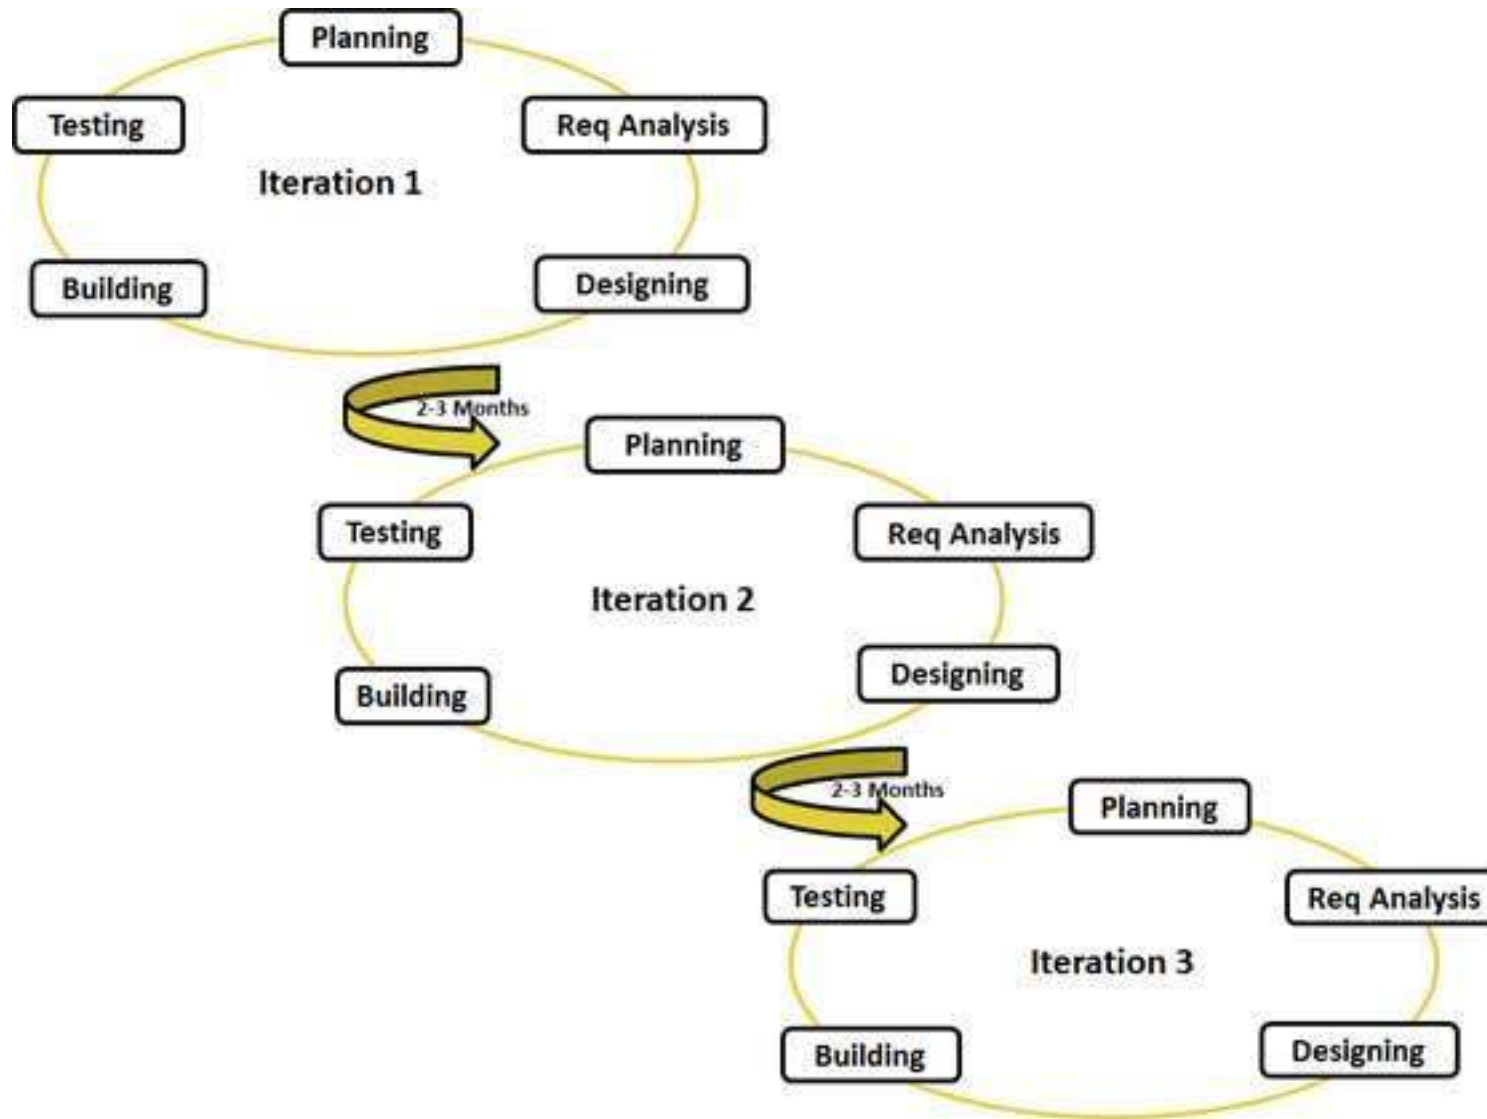 Planning
Testing
Req Analysis
Iteration 1
Building
Designing
2-3 Months
Planning
Testing
Req Analysis
Iteration 2
Building
Designing
2-3 Months
Planning
Testing
Req Analysis
Iteration 3
Building
Designing